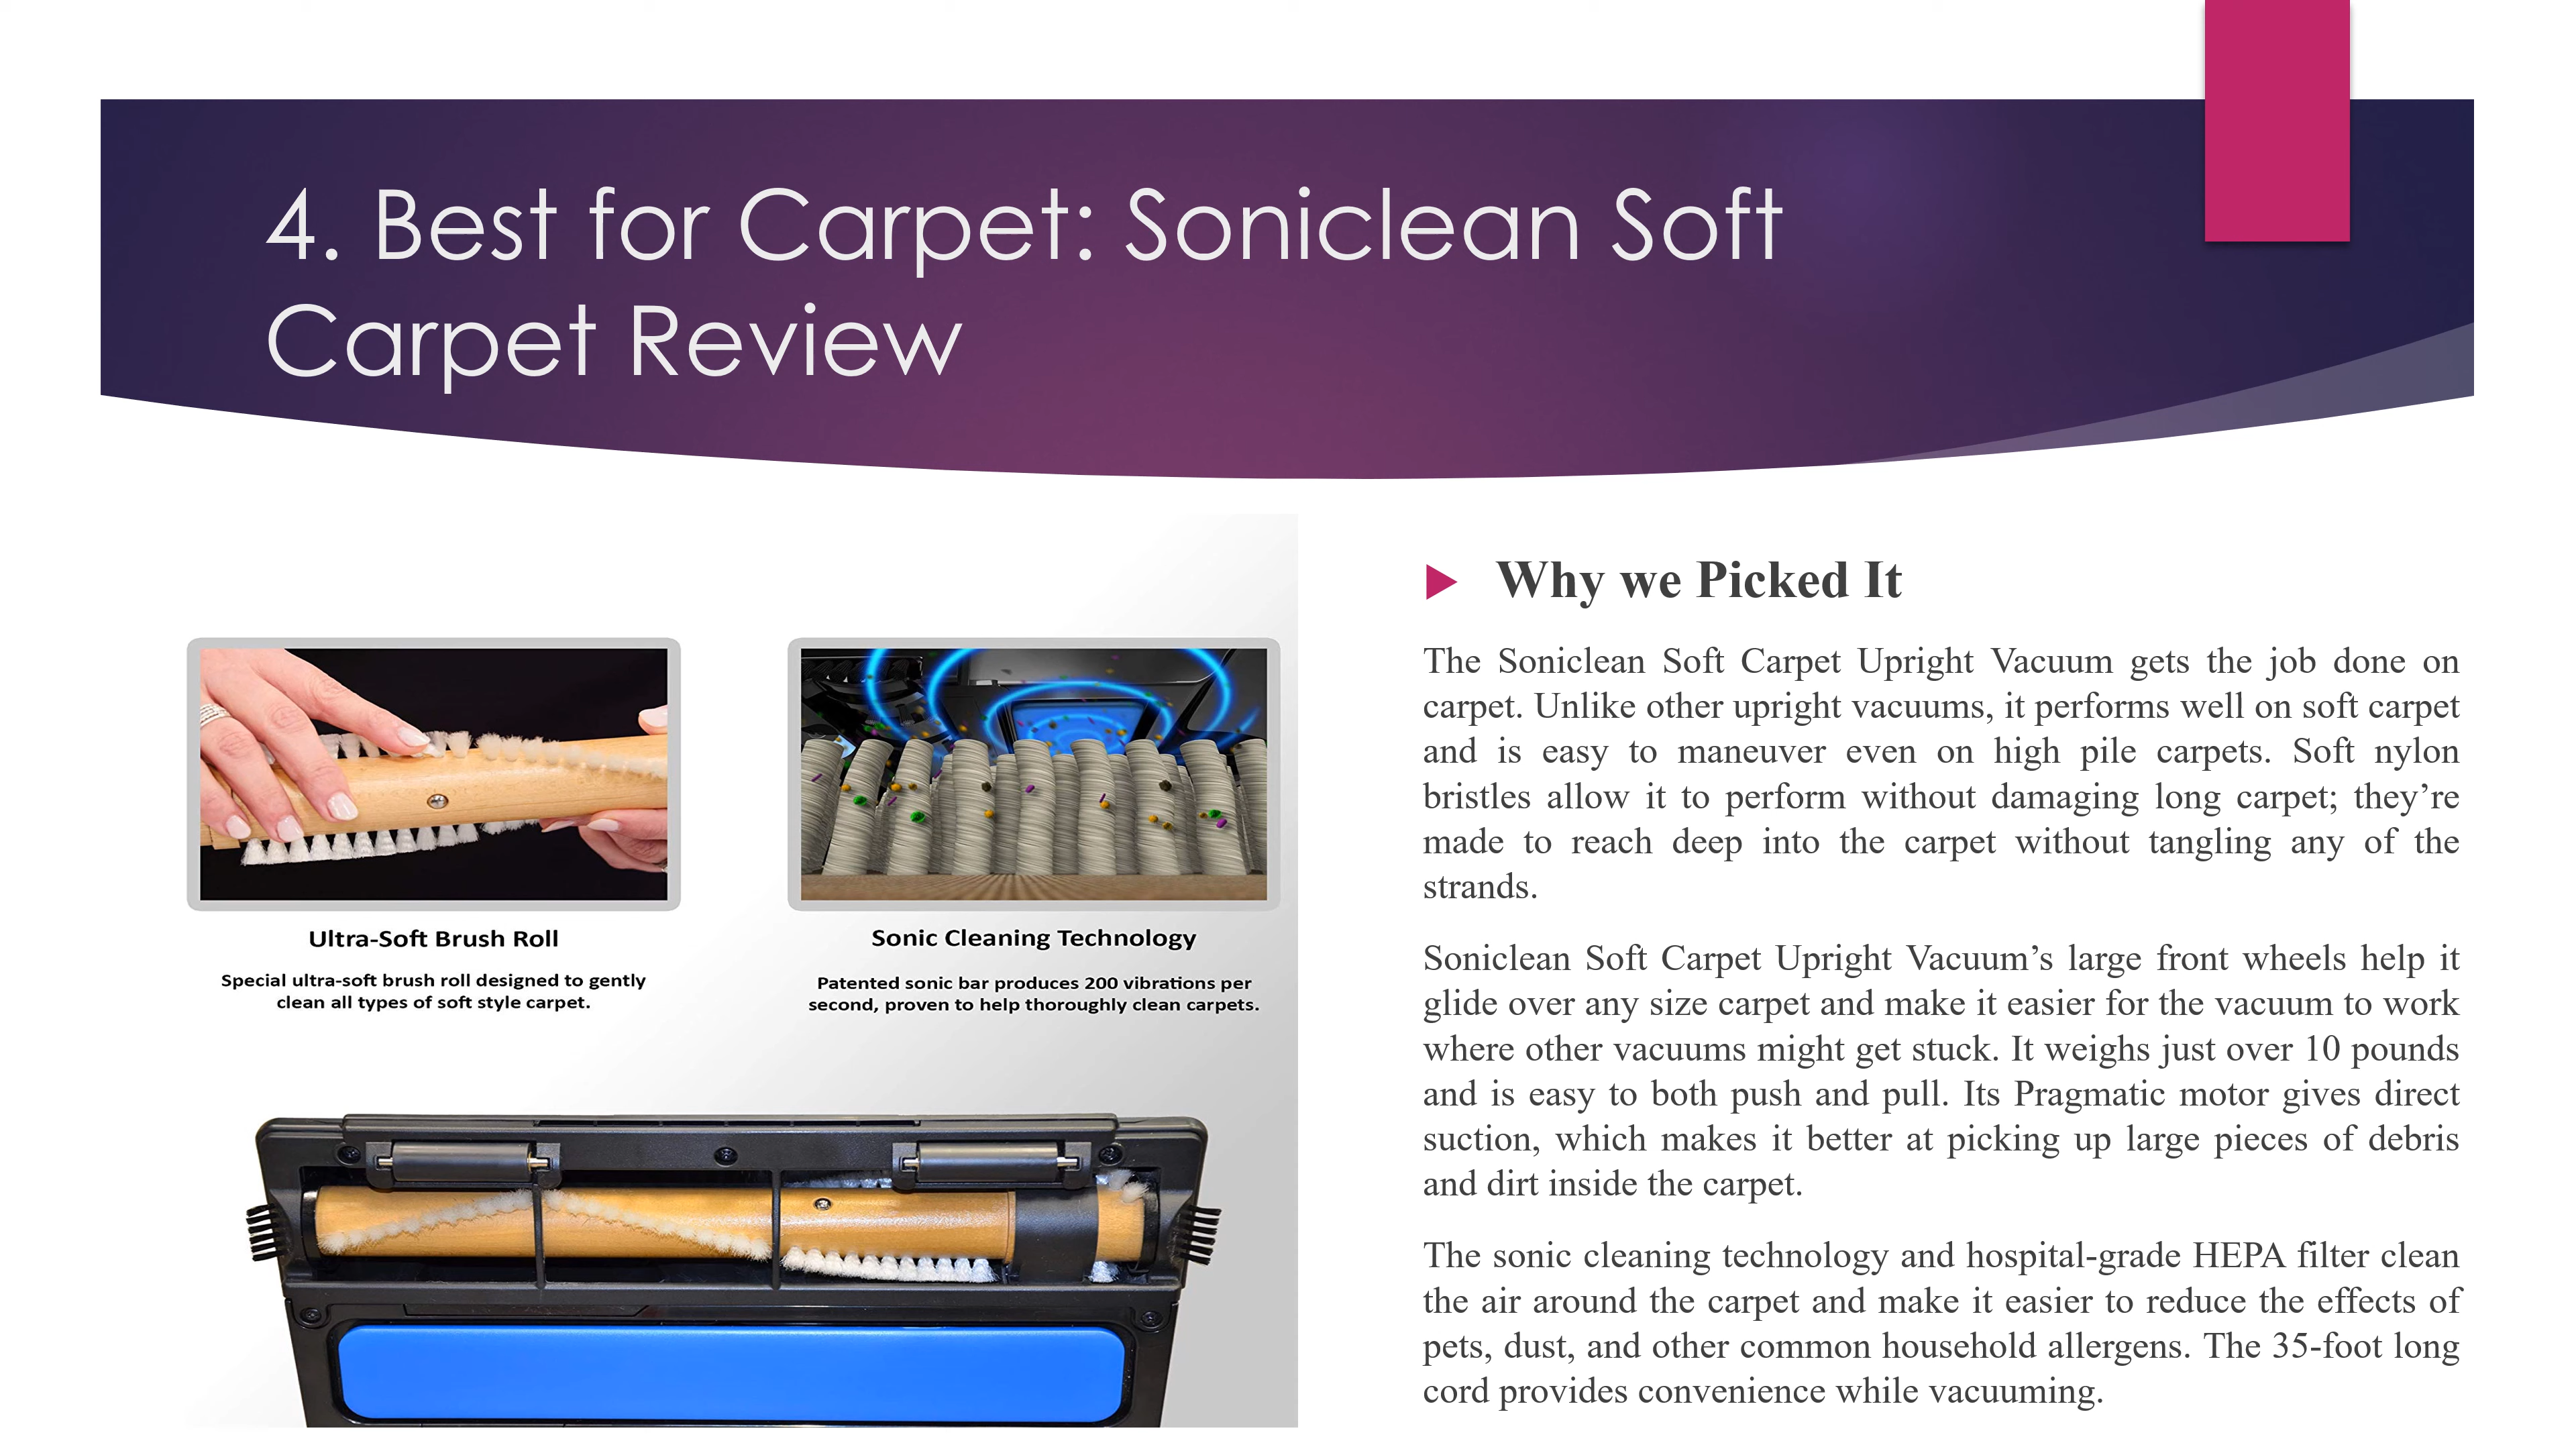 4. Best for Carpet: Soniclean Soft
Carpet Review
Ultra-Soft Brush Roll
Special ultra-soft brush roll designed to gently
clean all types of soft style carpet.
Sonic Cleaning Technology
Patented sonic bar produces 200 vibrations per
second, proven to help thoroughly clean carpets.
Why we Picked It
The Soniclean Soft Carpet Upright Vacuum gets the job done on
carpet. Unlike other upright vacuums, it performs well on soft carpet
and is easy to maneuver even on high pile carpets. Soft nylon
bristles allow it to perform without damaging long carpet; they’re
made to reach deep into the carpet without tangling any of the
strands.
Soniclean Soft Carpet Upright Vacuum’s large front wheels help it
glide over any size carpet and make it easier for the vacuum to work
where other vacuums might get stuck. It weighs just over 10 pounds
and is easy to both push and pull. Its Pragmatic motor gives direct
suction, which makes it better at picking up large pieces of debris
and dirt inside the carpet.
The sonic cleaning technology and hospital-grade HEPA filter clean
the air around the carpet and make it easier to reduce the effects of
pets, dust, and other common household allergens. The 35-foot long
cord provides convenience while vacuuming.